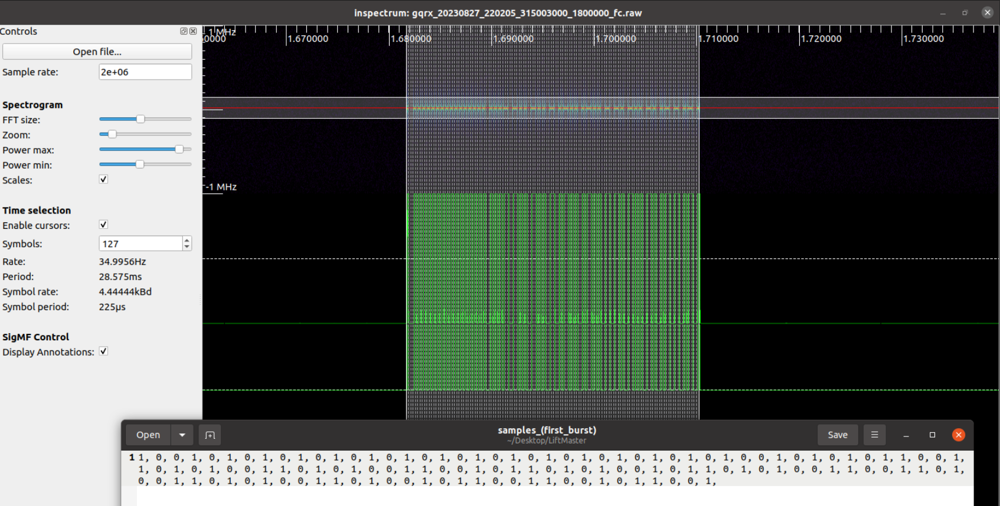 inspectrum: gqrx_20230827_220205_315003000_1800000_fc.raw
Controls
Open file...
Sample rate: 2e+06
Spectrogram
FFT size:
Zoom:
Power max:
Power min:
Scales:
Time selection
Enable cursors:
Symbols: 127
Rate: 34.9956Hz
Period: 28.575ms
Symbol rate: 4.44444kBd
Symbol period: 225µs
SigMF Control
Display Annotations:
1 MHz
60000 1.670000 1.680000 1.690000 1.700000 1.710000 1.720000 1.730000
-1 MHz
Open
samples_(first_burst)
~/Desktop/LiftMaster
Save
1 1, 0, 0, 1, 0, 1, 0, 1, 0, 1, 0, 1, 0, 1, 0, 1, 0, 1, 0, 1, 0, 1, 0, 1, 0, 1, 0, 1, 0, 1, 0, 1, 0, 1, 0, 0, 1, 0, 1, 0, 1, 0, 1, 1, 0, 0, 1,
1, 0, 1, 0, 1, 0, 0, 1, 1, 0, 1, 0, 1, 0, 0, 1, 1, 0, 0, 1, 0, 1, 1, 0, 1, 0, 1, 0, 1, 0, 0, 1, 1, 0, 1, 0, 1, 0, 0, 1, 1, 0, 0, 1, 1, 0, 1,
0, 0, 1, 1, 0, 1, 0, 1, 0, 0, 1, 1, 0, 1, 0, 0, 1, 0, 1, 1, 0, 0, 1, 1, 0, 0, 1, 0, 1, 1, 0, 0, 1,